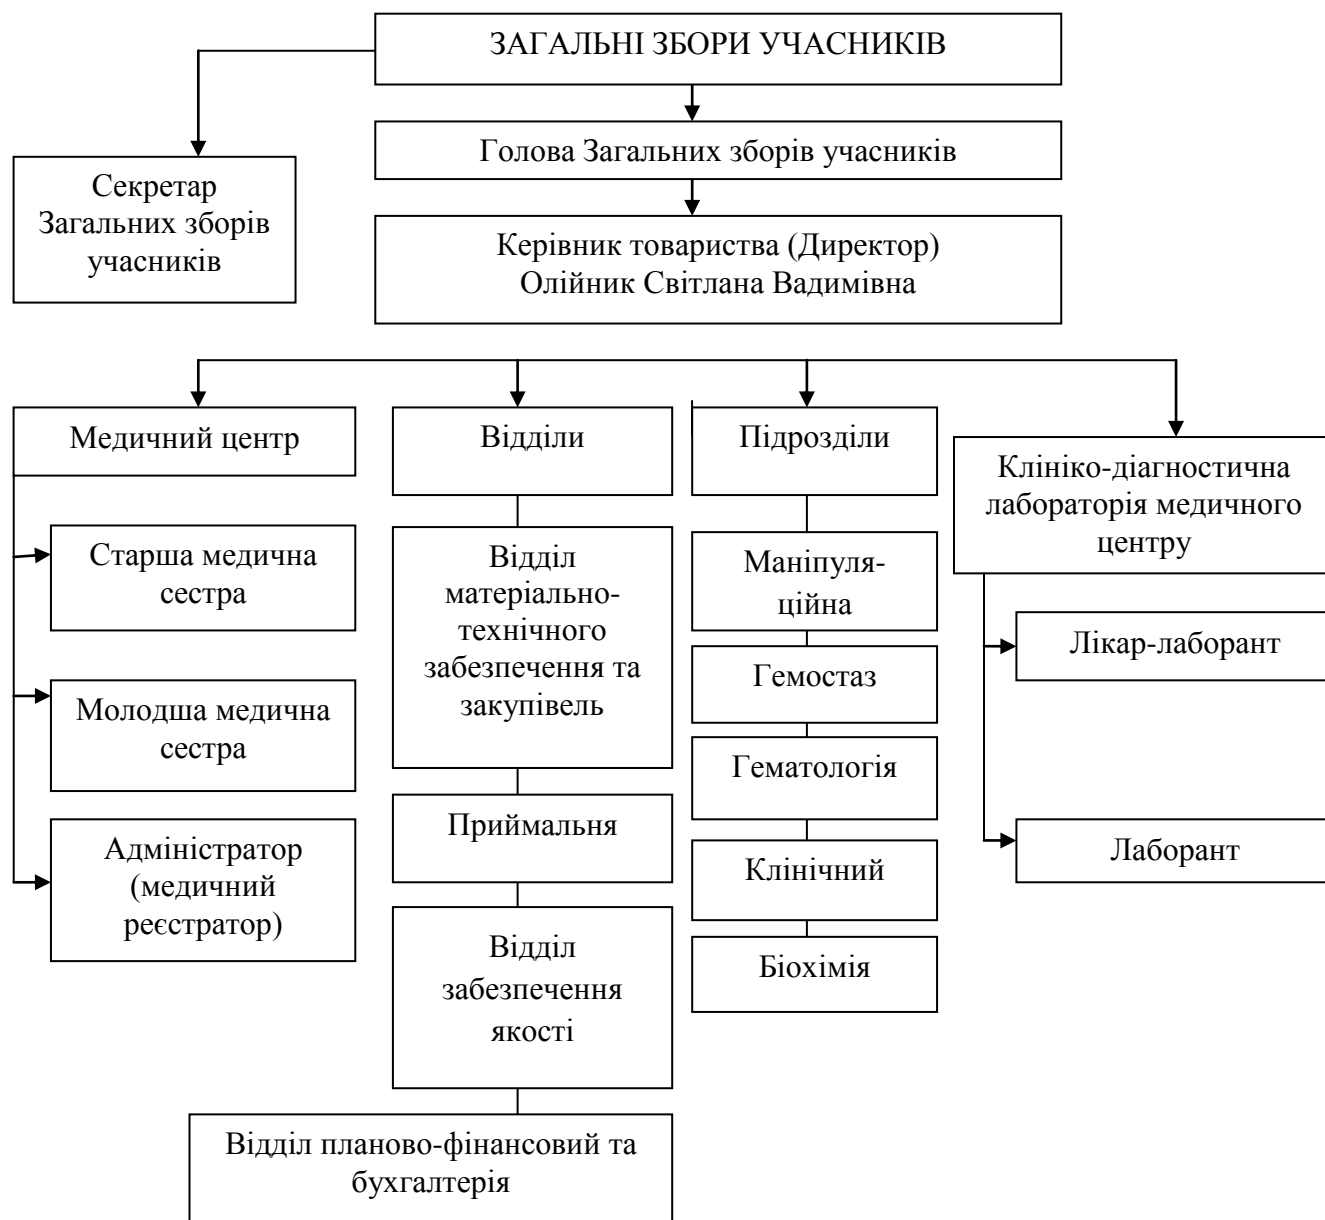 ЗАГАЛЬНІ ЗБОРИ УЧАСНИКІВ
Голова Загальних зборів учасників
Секретар
Загальних зборів
учасників
Керівник товариства (Директор)
Олійник Світлана Вадимівна
Медичний центр
Старша медична
сестра
Молодша медична
сестра
Адміністратор
(медичний
реєстратор)
Відділи
Відділ
матеріально-
технічного
забезпечення та
закупівель
Приймальня
Відділ
забезпечення
якості
Відділ планово-фінансовий та
бухгалтерія
Підрозділи
Маніпуля-
ційна
Гемостаз
Гематологія
Клінічний
Біохімія
Клініко-діагностична
лабораторія медичного
центру
Лікар-лаборант
Лаборант